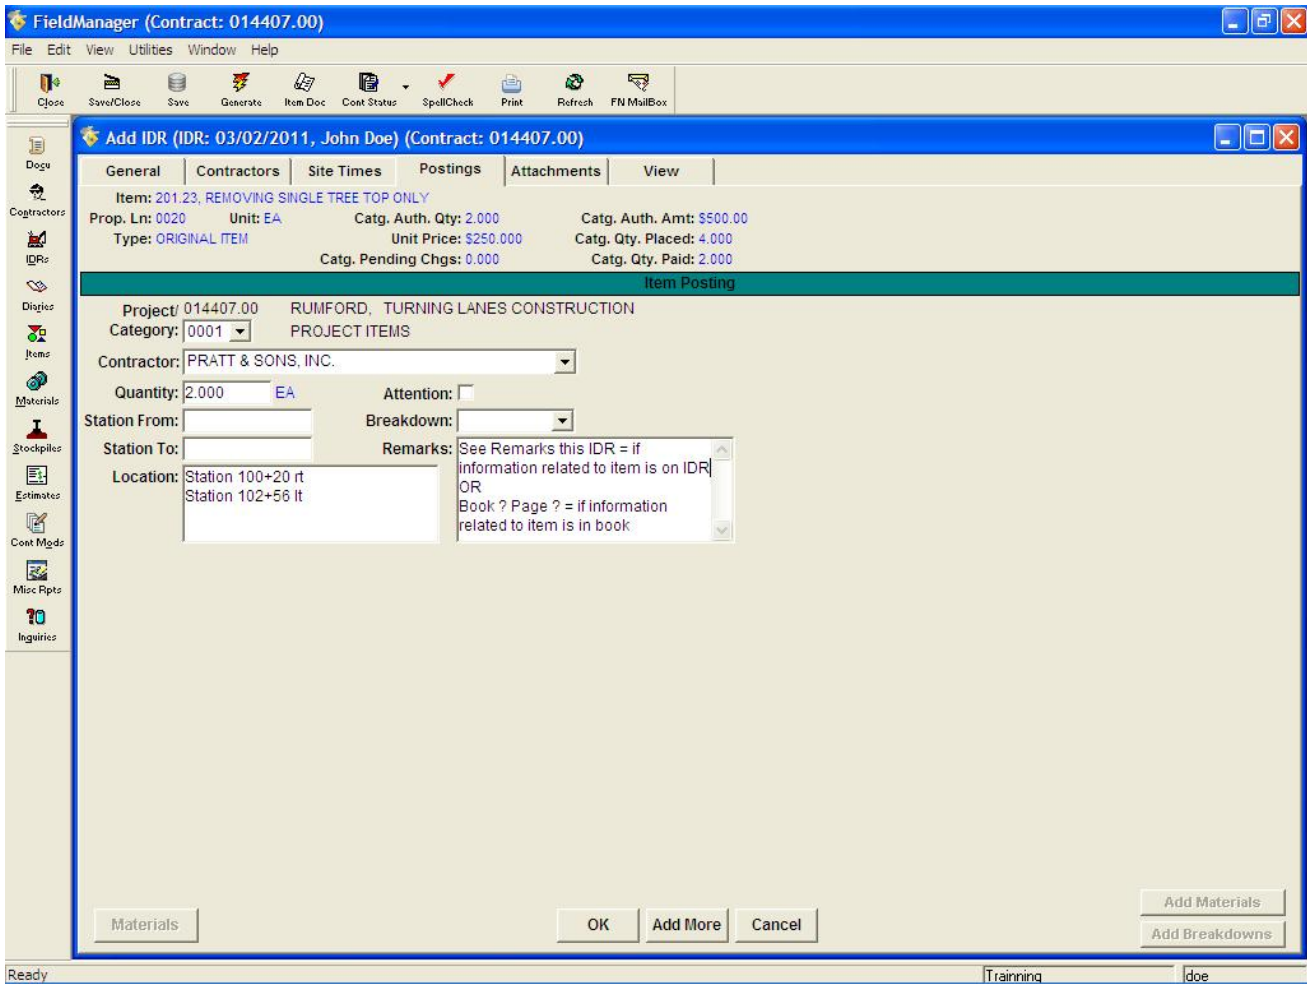 FieldManager (Contract: 014407.00)
File Edit View Utilities Window Help
Close Save/Close Save Generate Item Doc Cont Status SpellCheck Print Refresh FN MailBox
Add IDR (IDR: 03/02/2011, John Doe) (Contract: 014407.00)
General Contractors Site Times Postings Attachments View
Item: 201.23, REMOVING SINGLE TREE TOP ONLY
Prop. Ln: 0020 Unit: EA Catg. Auth. Qty: 2.000 Catg. Auth. Amt: $500.00
Type: ORIGINAL ITEM Unit Price: $250.000 Catg. Qty. Placed: 4.000
Catg. Pending Chgs: 0.000 Catg. Qty. Paid: 2.000
Item Posting
Project/ 014407.00 RUMFORD, TURNING LANES CONSTRUCTION
Category: 0001 PROJECT ITEMS
Contractor: PRATT & SONS, INC.
Quantity: 2.000 EA Attention:
Station From: Breakdown:
Station To: Remarks: See Remarks this IDR = if
information related to item is on IDR
OR
Book ? Page ? = if information
related to item is in book
Location: Station 100+20 rt
Station 102+56 lt
Docu
Contractors
IDRs
Diaries
Items
Materials
Stockpiles
Estimates
Cont Mods
Misc Rpts
Inquiries
Materials OK Add More Cancel Add Materials
Add Breakdowns
Ready Trainning doe